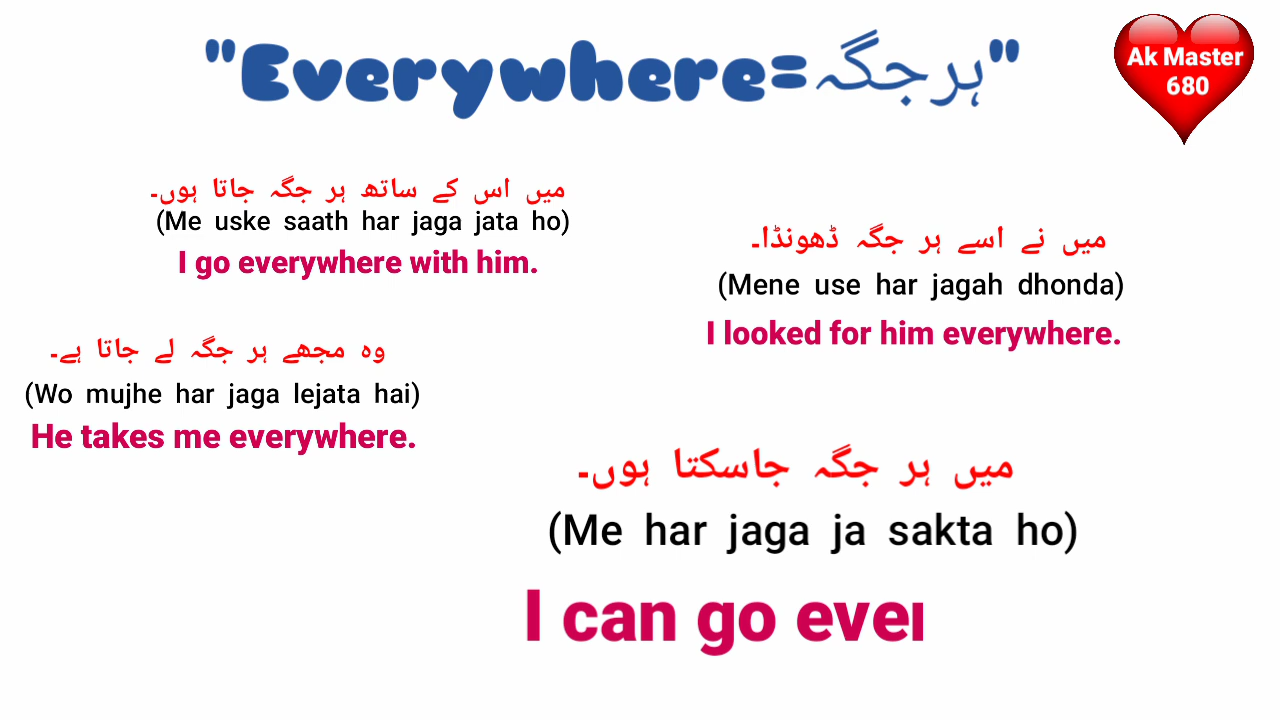 "Everywhere=ہر جگہ"
Ak Master
680
میں اس کے ساتھ ہر جگہ جاتا ہوں۔
(Me uske saath har jaga jata ho)
I go everywhere with him.
میں نے اسے ہر جگہ ڈھونڈا۔
(Mene use har jagah dhonda)
I looked for him everywhere.
وہ مجھے ہر جگہ لے جاتا ہے۔
(Wo mujhe har jaga lejata hai)
He takes me everywhere.
میں ہر جگہ جاسکتا ہوں۔
(Me har jaga ja sakta ho)
I can go eve